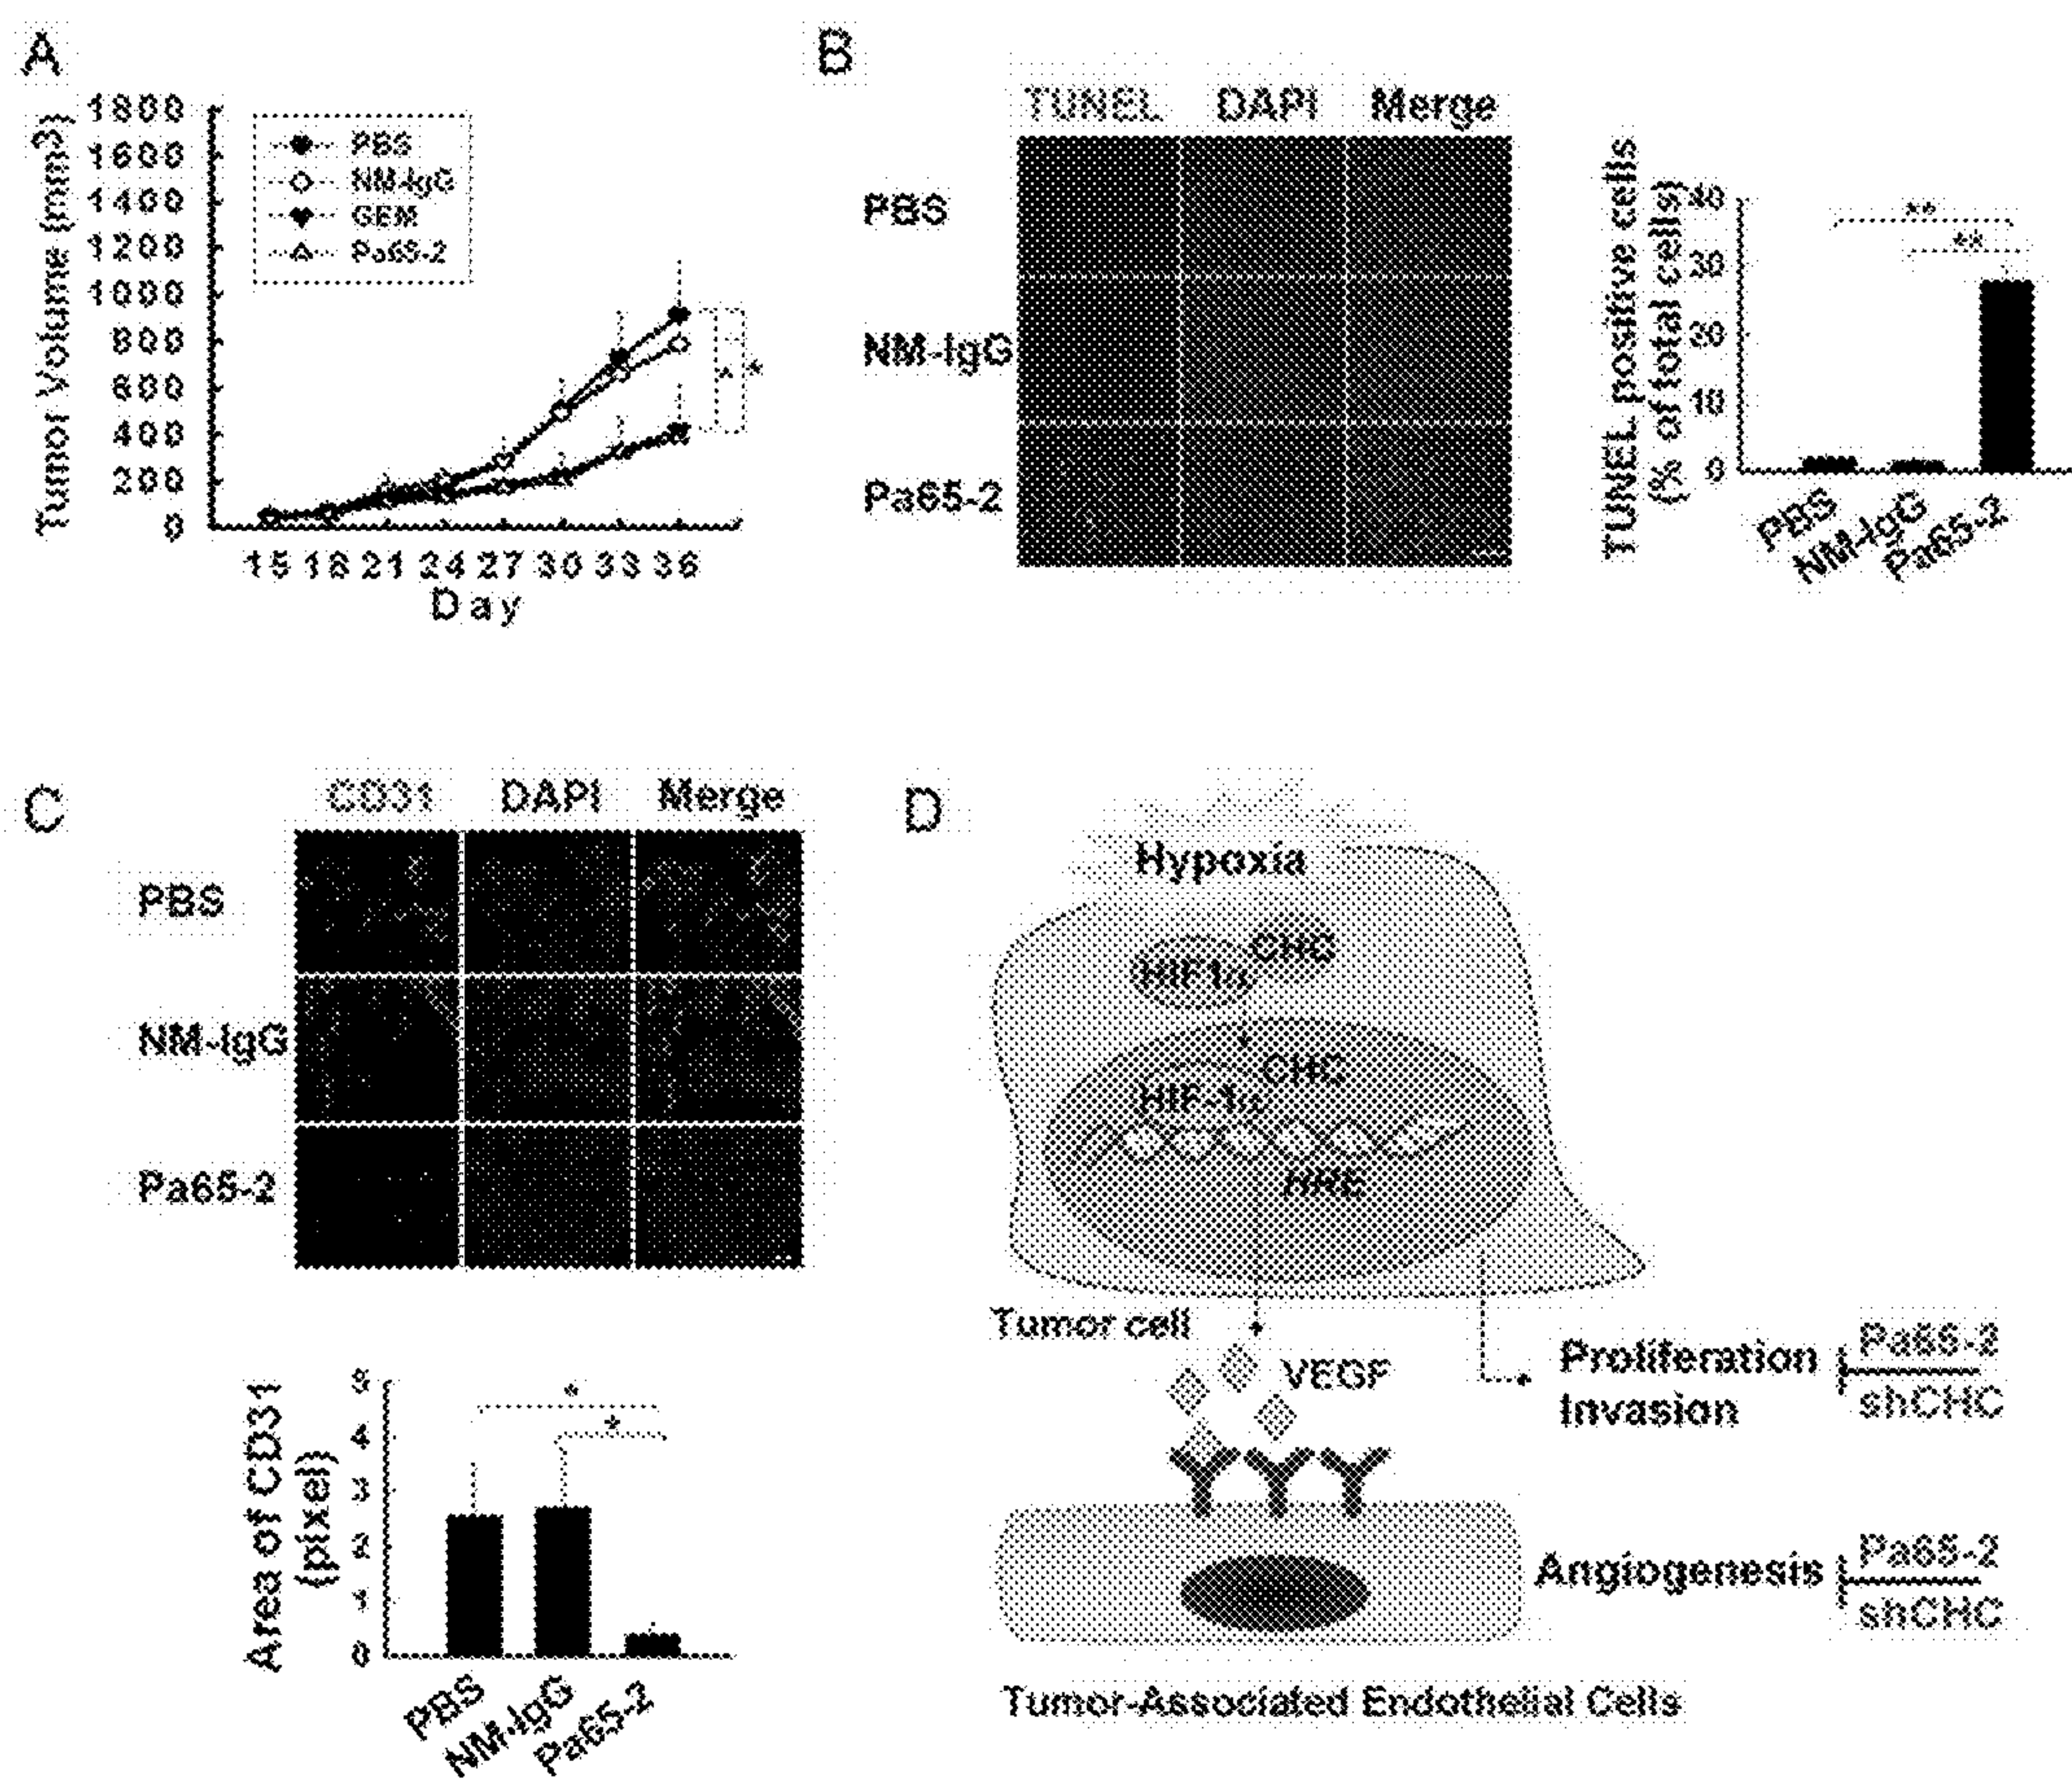 A
Tumor Volume (mm3)
1800
1600
1400
1200
1000
800
600
400
200
0
PBS
NM-IgG
GEM
Pa65-2
* *
15 18 21 24 27 30 33 36
Day
B
TUNEL DAPI Merge
PBS
NM-IgG
Pa65-2
TUNEL positive cells
(% of total cells)
40
30
20
10
0
**
**
PBS
NM-IgG
Pa65-2
C
CD31 DAPI Merge
PBS
NM-IgG
Pa65-2
Area of CD31
(pixel)
5
4
3
2
1
0
*
*
PBS
NM-IgG
Pa65-2
D
Hypoxia
CHC
HIF1α
CHC
HIF-1α
HRE
Tumor cell
VEGF
Proliferation
Invasion
Pa65-2
shCHC
Angiogenesis
Pa65-2
shCHC
Tumor-Associated Endothelial Cells